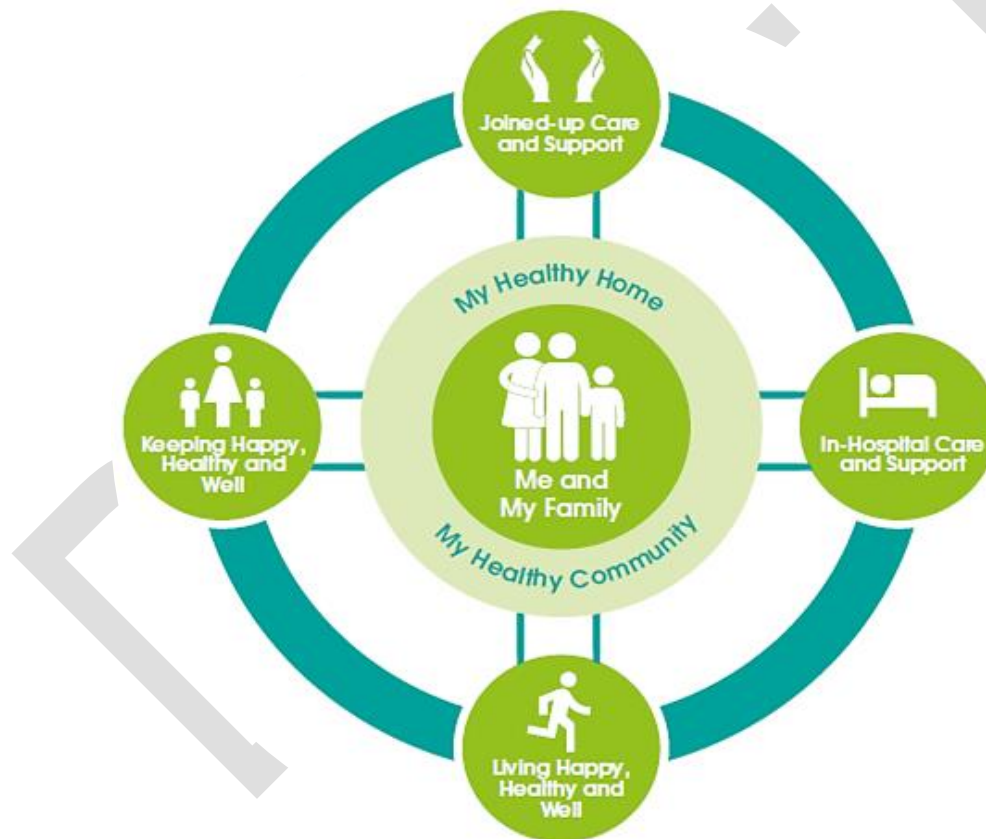 Joined-up Care
and Support
My Healthy Home
Keeping Happy,
Healthy and
Well
Me and
My Family
In-Hospital Care
and Support
My Healthy Community
Living Happy,
Healthy and
Well